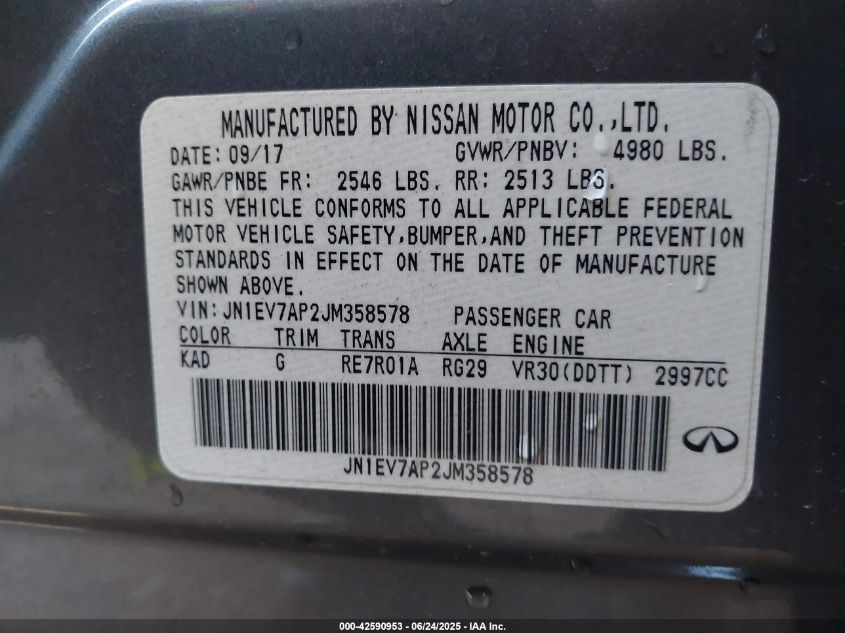 MANUFACTURED BY NISSAN MOTOR CO.,LTD.
DATE: 09/17 GVWR/PNBV: 4980 LBS.
GAWR/PNBE FR: 2546 LBS. RR: 2513 LBS.
THIS VEHICLE CONFORMS TO ALL APPLICABLE FEDERAL
MOTOR VEHICLE SAFETY,BUMPER,AND THEFT PREVENTION
STANDARDS IN EFFECT ON THE DATE OF MANUFACTURE
SHOWN ABOVE.
VIN: JN1EV7AP2JM358578 PASSENGER CAR
COLOR TRIM TRANS AXLE ENGINE
KAD G RE7R01A RG29 VR30(DDTT) 2997CC
JN1EV7AP2JM358578
000-42590953 - 06/24/2025 - IAA Inc.